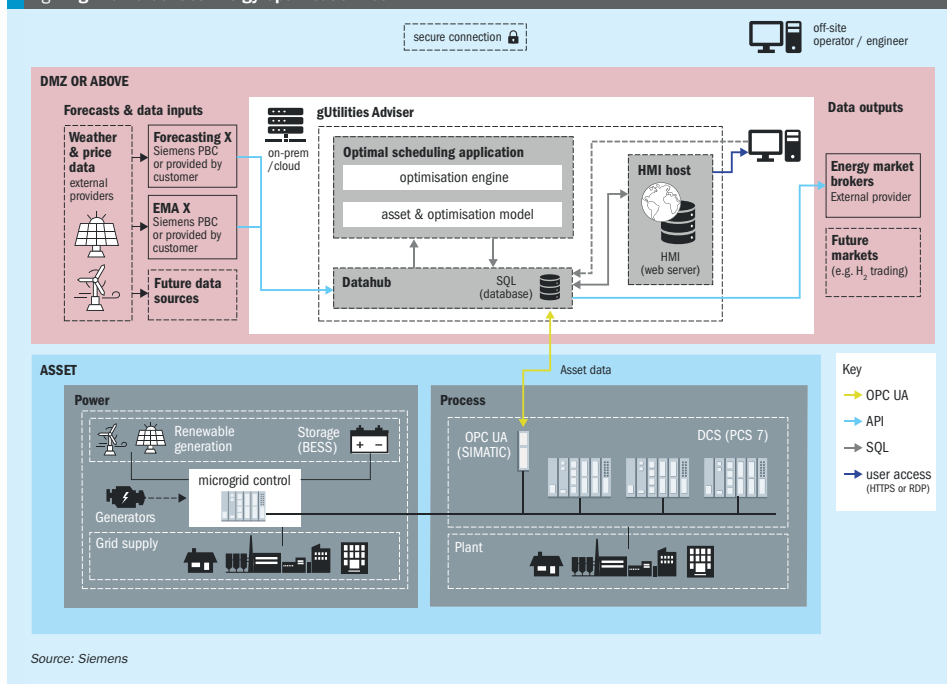 secure connection
off-site
operator / engineer
DMZ OR ABOVE
Forecasts & data inputs
Weather
& price
data
external
providers
Forecasting X
Siemens PBC
or provided by
customer
EMA X
Siemens PBC
or provided by
customer
Future data
sources
on-prem
/cloud
gUtilities Adviser
Optimal scheduling application
optimisation engine
asset & optimisation model
Datahub
SQL
(database)
HMI host
HMI
(web server)
Data outputs
Energy market
brokers
External provider
Future
markets
(e.g. H₂ trading)
ASSET
Asset data
Power
Renewable
generation
Storage
(BESS)
microgrid control
Generators
Grid supply
Process
OPC UA
(SIMATIC)
DCS (PCS 7)
Plant
Key
OPC UA
API
SQL
user access
(HTTPS or RDP)
Source: Siemens